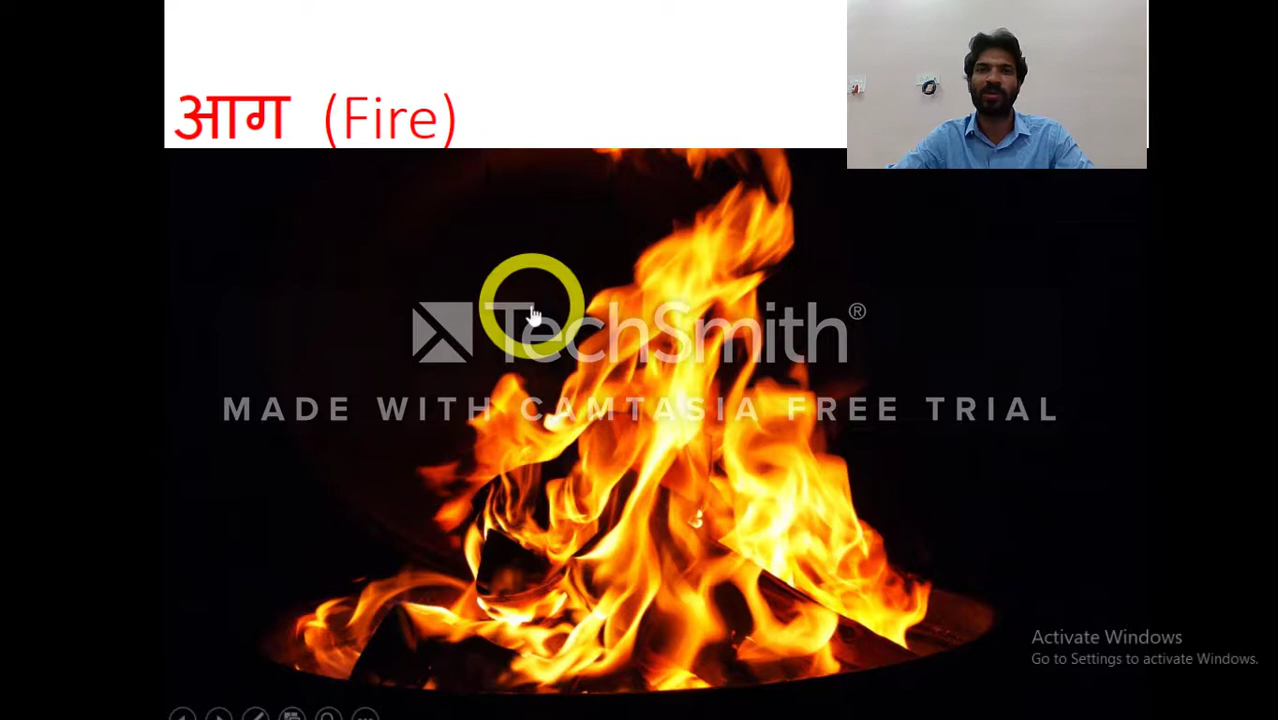 आग (Fire)
TechSmith®
MADE WITH CAMTASIA FREE TRIAL
Activate Windows
Go to Settings to activate Windows.